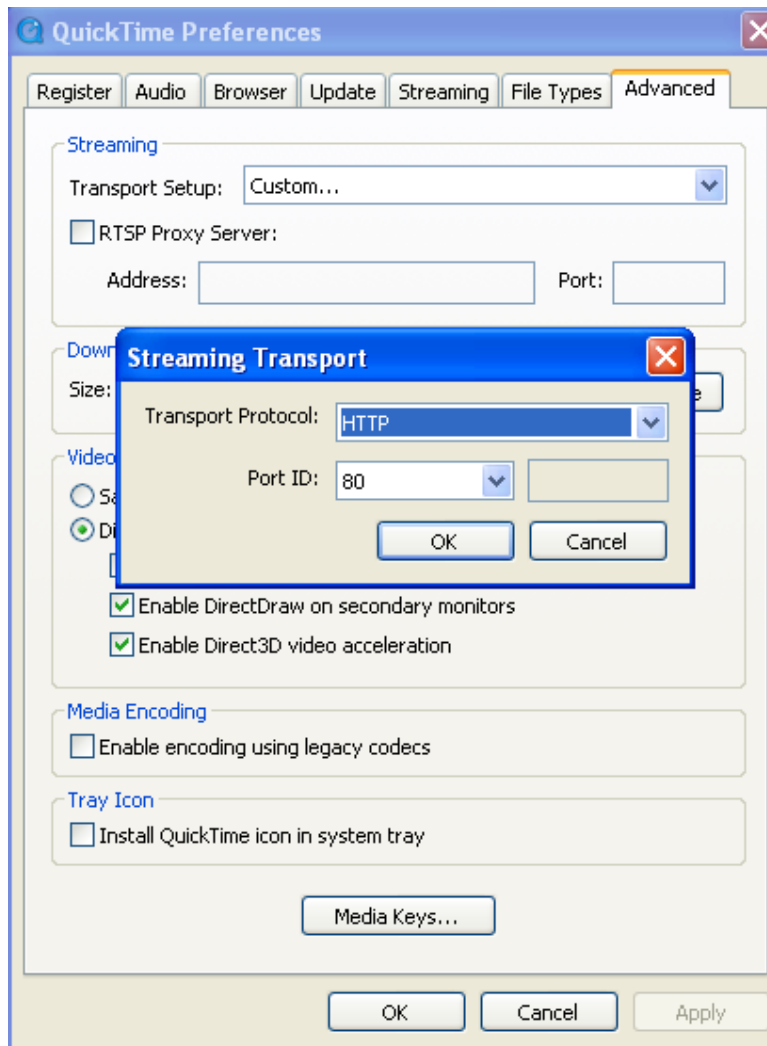 QuickTime Preferences
Register Audio Browser Update Streaming File Types Advanced
Streaming
Transport Setup: Custom...
RTSP Proxy Server:
Address: Port:
Streaming Transport
Size:
Transport Protocol: HTTP
Video
Port ID: 80
OK Cancel
Enable DirectDraw on secondary monitors
Enable Direct3D video acceleration
Media Encoding
Enable encoding using legacy codecs
Tray Icon
Install QuickTime icon in system tray
Media Keys...
OK Cancel Apply